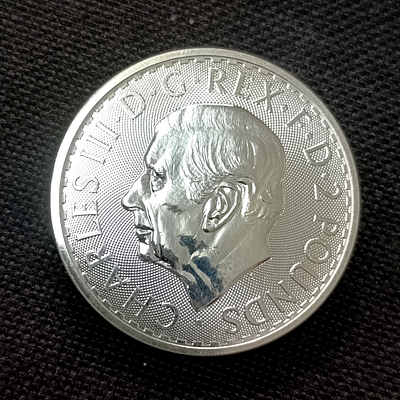 CHARLES III · D · G · REX · F · D · 2 POUNDS